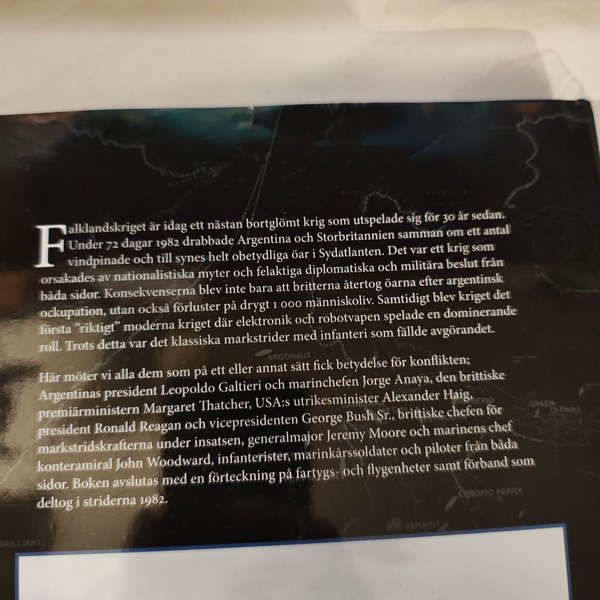 Falklandskriget är idag ett nästan bortglömt krig som utspelade sig för 30 år sedan.
Under 72 dagar 1982 drabbade Argentina och Storbritannien samman om ett antal
vindpinade och till synes helt obetydliga öar i Sydatlanten. Det var ett krig som
orsakades av nationalistiska myter och felaktiga diplomatiska och militära beslut från
båda sidor. Konsekvenserna blev inte bara att britterna återtog öarna efter argentinsk
ockupation, utan också förluster på drygt 1 000 människoliv. Samtidigt blev kriget det
första ”riktigt” moderna kriget där elektronik och robotvapen spelade en dominerande
roll. Trots detta var det klassiska markstrider med infanteri som fällde avgörandet.
ARGONAUT
Här möter vi alla dem som på ett eller annat sätt fick betydelse för konflikten;
Argentinas president Leopoldo Galtieri och marinchefen Jorge Anaya, den brittiske
premiärministern Margaret Thatcher, USA:s utrikesminister Alexander Haig,
GREEN
president Ronald Reagan och vicepresidenten George Bush Sr., brittiske chefen för
markstridskrafterna under insatsen, generalmajor Jeremy Moore och marinens chef
konteramiral John Woodward, infanterister, marinkårssoldater och piloter från båda
sidor. Boken avslutas med en förteckning på fartygs- och flygenheter samt förband som
deltog i striderna 1982.
BRILLIANT